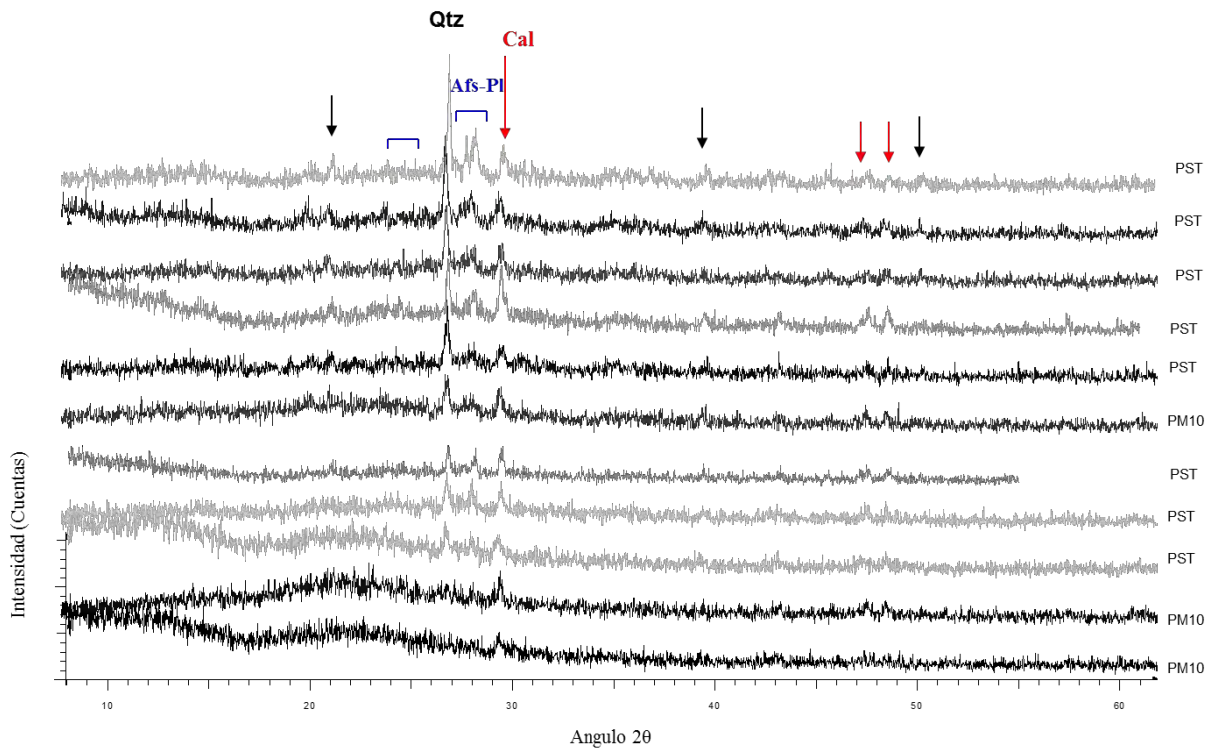 Qtz
Cal
Afs-Pl
PST
PST
PST
PST
PST
PM10
PST
PST
PST
PM10
PM10
Intensidad (Cuentas)
10 20 30 40 50 60
Angulo 2θ